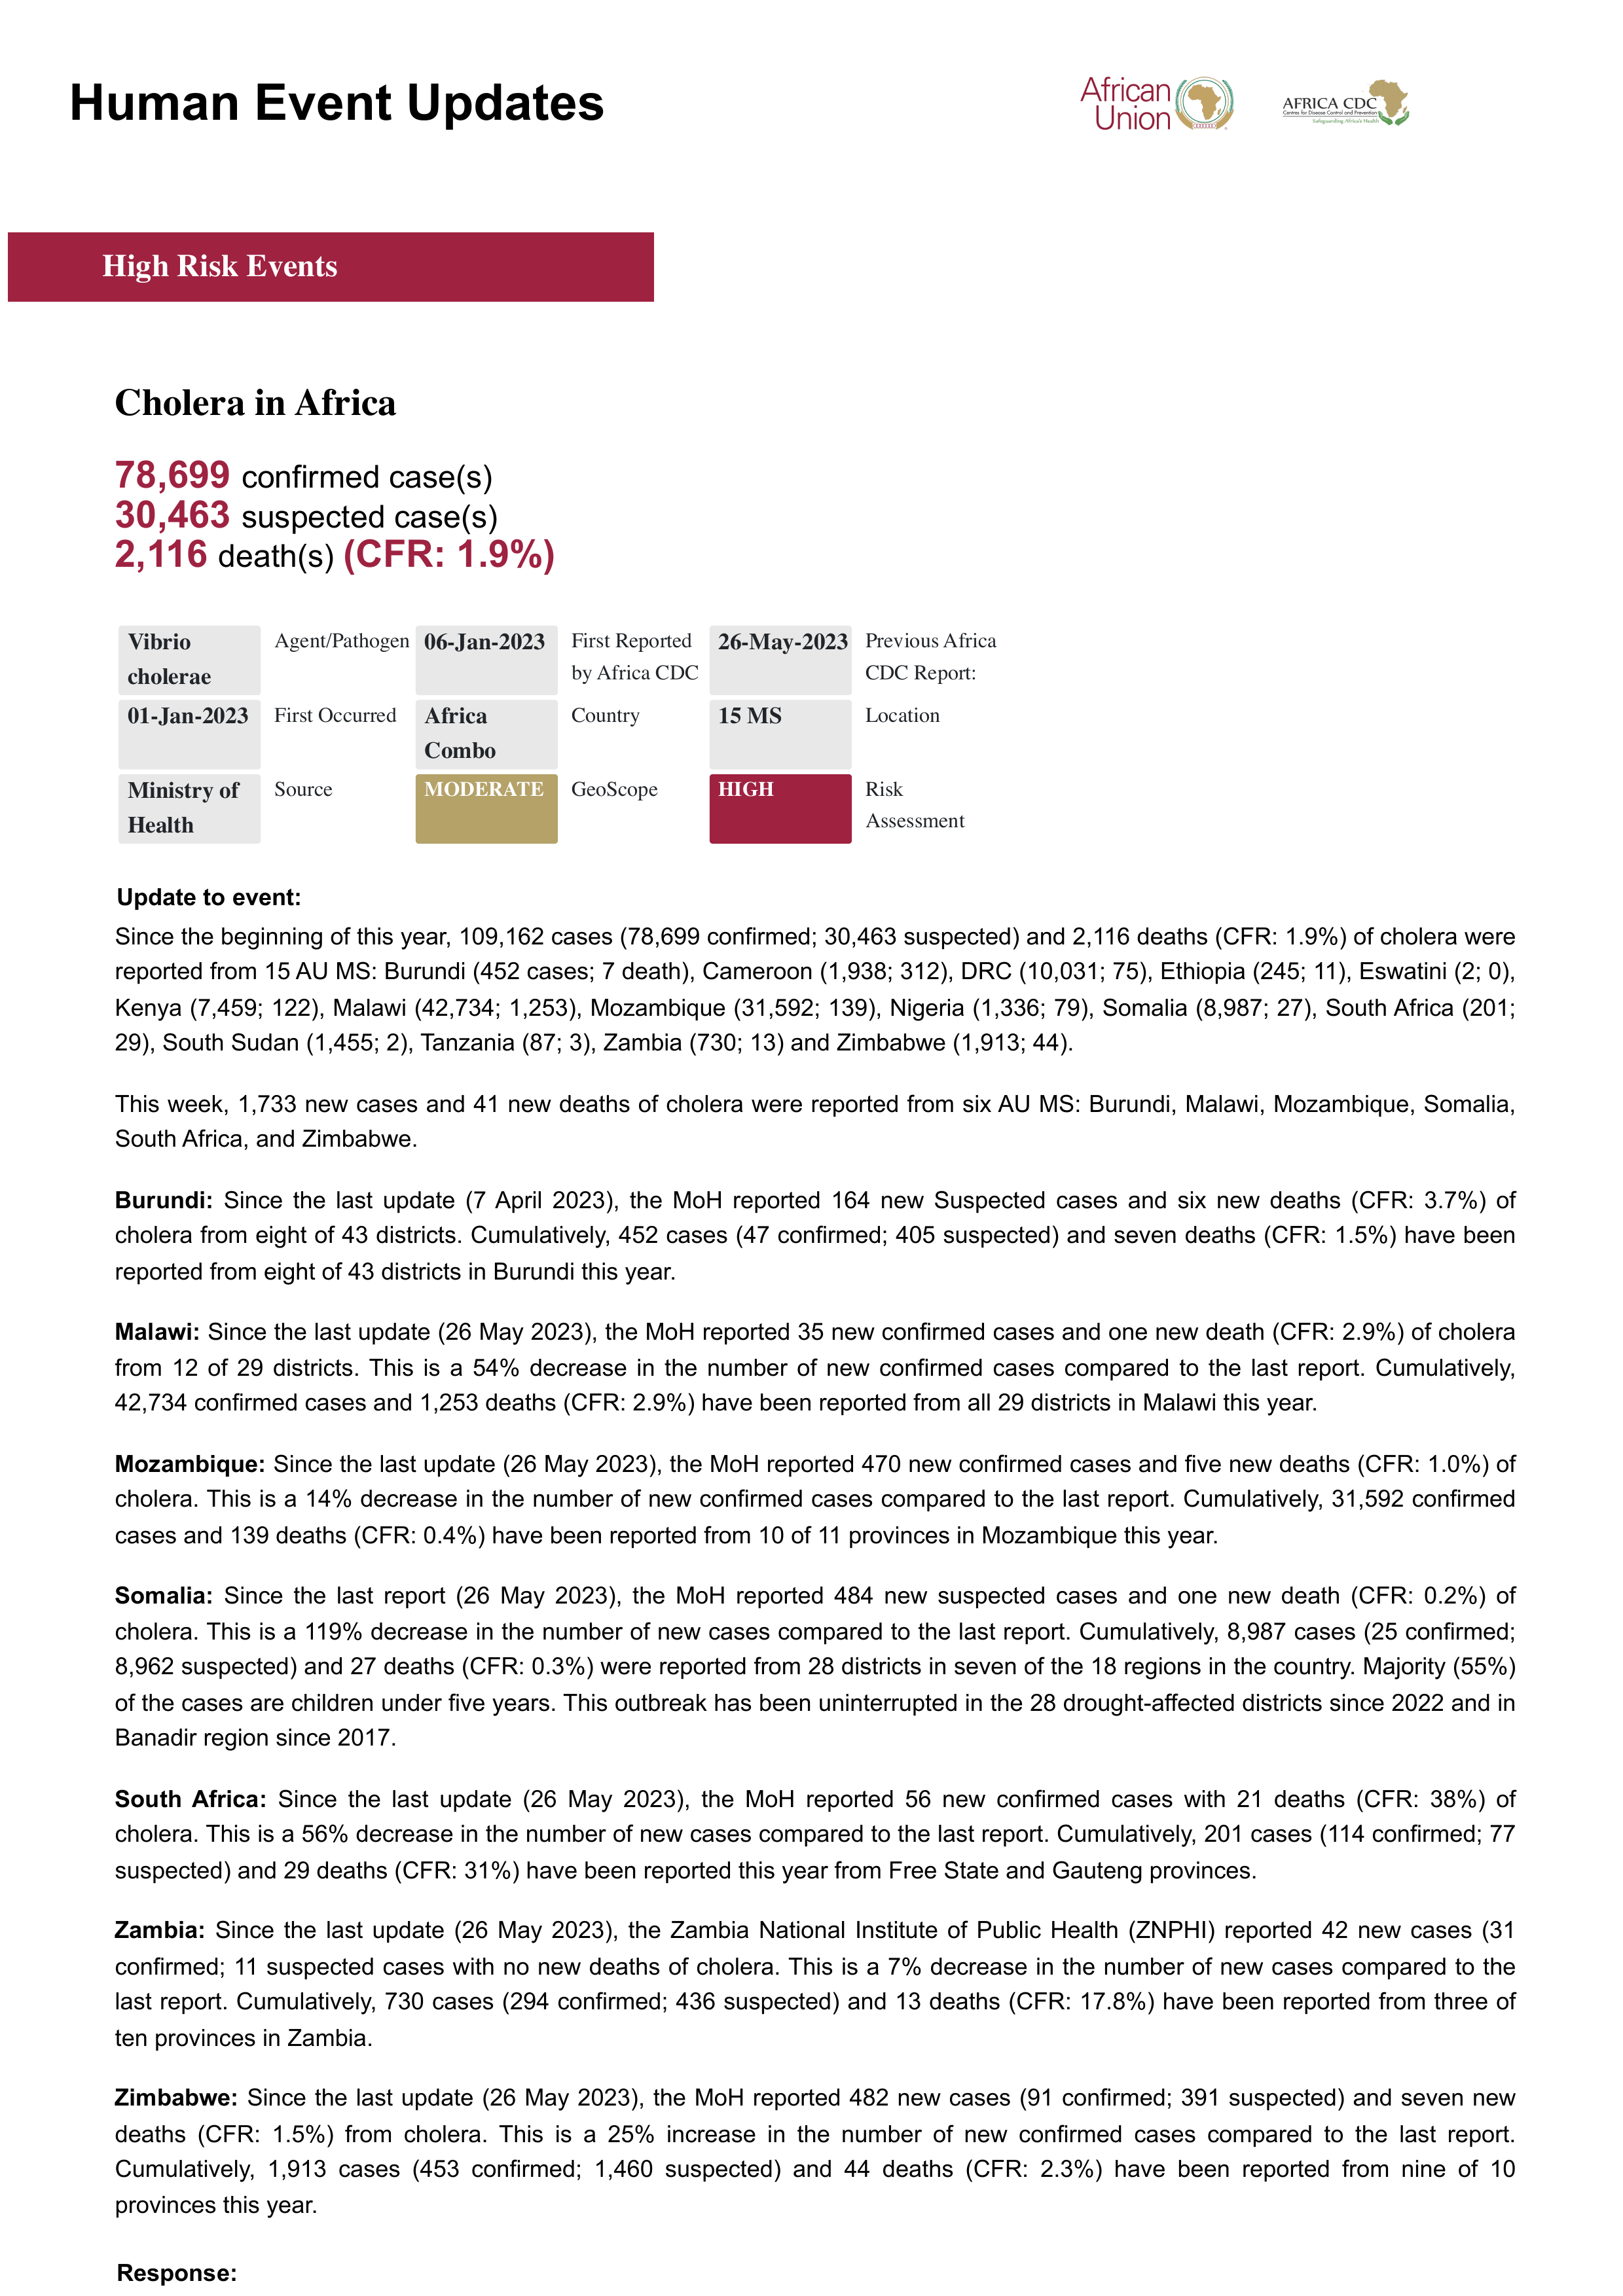 Human Event Updates
African
Union
AFRICA CDC
Centres for Disease Control and Prevention
Safeguarding Africa's Health
High Risk Events
Cholera in Africa
78,699 confirmed case(s)
30,463 suspected case(s)
2,116 death(s) (CFR: 1.9%)
Vibrio
cholerae
Agent/Pathogen
06-Jan-2023
First Reported
by Africa CDC
26-May-2023
Previous Africa
CDC Report:
01-Jan-2023
First Occurred
Africa
Combo
Country
15 MS
Location
Ministry of
Health
Source
MODERATE
GeoScope
HIGH
Risk
Assessment
Update to event:
Since the beginning of this year, 109,162 cases (78,699 confirmed; 30,463 suspected) and 2,116 deaths (CFR: 1.9%) of cholera were
reported from 15 AU MS: Burundi (452 cases; 7 death), Cameroon (1,938; 312), DRC (10,031; 75), Ethiopia (245; 11), Eswatini (2; 0),
Kenya (7,459; 122), Malawi (42,734; 1,253), Mozambique (31,592; 139), Nigeria (1,336; 79), Somalia (8,987; 27), South Africa (201;
29), South Sudan (1,455; 2), Tanzania (87; 3), Zambia (730; 13) and Zimbabwe (1,913; 44).
This week, 1,733 new cases and 41 new deaths of cholera were reported from six AU MS: Burundi, Malawi, Mozambique, Somalia,
South Africa, and Zimbabwe.
Burundi: Since the last update (7 April 2023), the MoH reported 164 new Suspected cases and six new deaths (CFR: 3.7%) of
cholera from eight of 43 districts. Cumulatively, 452 cases (47 confirmed; 405 suspected) and seven deaths (CFR: 1.5%) have been
reported from eight of 43 districts in Burundi this year.
Malawi: Since the last update (26 May 2023), the MoH reported 35 new confirmed cases and one new death (CFR: 2.9%) of cholera
from 12 of 29 districts. This is a 54% decrease in the number of new confirmed cases compared to the last report. Cumulatively,
42,734 confirmed cases and 1,253 deaths (CFR: 2.9%) have been reported from all 29 districts in Malawi this year.
Mozambique: Since the last update (26 May 2023), the MoH reported 470 new confirmed cases and five new deaths (CFR: 1.0%) of
cholera. This is a 14% decrease in the number of new confirmed cases compared to the last report. Cumulatively, 31,592 confirmed
cases and 139 deaths (CFR: 0.4%) have been reported from 10 of 11 provinces in Mozambique this year.
Somalia: Since the last report (26 May 2023), the MoH reported 484 new suspected cases and one new death (CFR: 0.2%) of
cholera. This is a 119% decrease in the number of new cases compared to the last report. Cumulatively, 8,987 cases (25 confirmed;
8,962 suspected) and 27 deaths (CFR: 0.3%) were reported from 28 districts in seven of the 18 regions in the country. Majority (55%)
of the cases are children under five years. This outbreak has been uninterrupted in the 28 drought-affected districts since 2022 and in
Banadir region since 2017.
South Africa: Since the last update (26 May 2023), the MoH reported 56 new confirmed cases with 21 deaths (CFR: 38%) of
cholera. This is a 56% decrease in the number of new cases compared to the last report. Cumulatively, 201 cases (114 confirmed; 77
suspected) and 29 deaths (CFR: 31%) have been reported this year from Free State and Gauteng provinces.
Zambia: Since the last update (26 May 2023), the Zambia National Institute of Public Health (ZNPHI) reported 42 new cases (31
confirmed; 11 suspected cases with no new deaths of cholera. This is a 7% decrease in the number of new cases compared to the
last report. Cumulatively, 730 cases (294 confirmed; 436 suspected) and 13 deaths (CFR: 17.8%) have been reported from three of
ten provinces in Zambia.
Zimbabwe: Since the last update (26 May 2023), the MoH reported 482 new cases (91 confirmed; 391 suspected) and seven new
deaths (CFR: 1.5%) from cholera. This is a 25% increase in the number of new confirmed cases compared to the last report.
Cumulatively, 1,913 cases (453 confirmed; 1,460 suspected) and 44 deaths (CFR: 2.3%) have been reported from nine of 10
provinces this year.
Response: